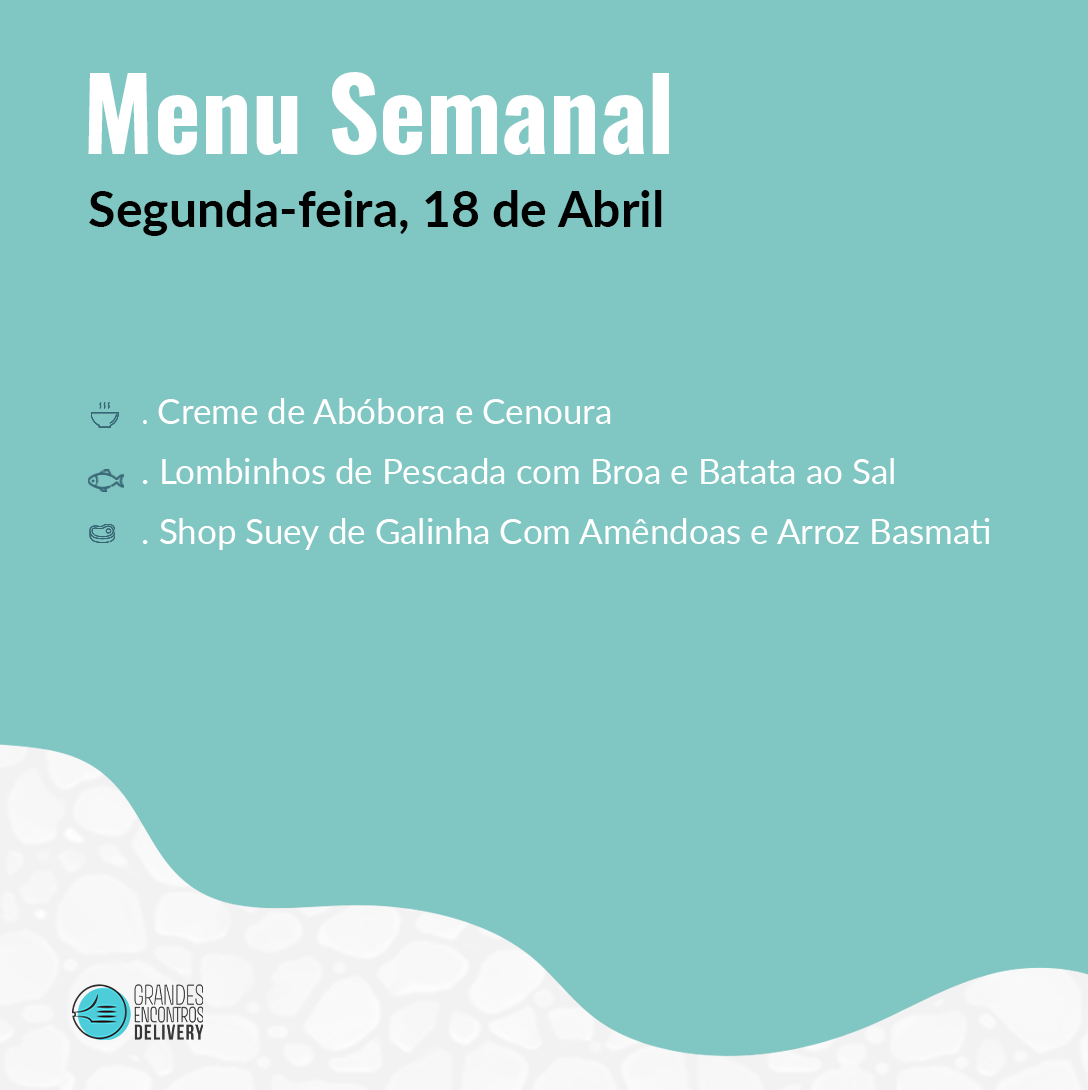 Menu Semanal
Segunda-feira, 18 de Abril
. Creme de Abóbora e Cenoura
. Lombinhos de Pescada com Broa e Batata ao Sal
. Shop Suey de Galinha Com Amêndoas e Arroz Basmati
GRANDES
ENCONTROS
DELIVERY